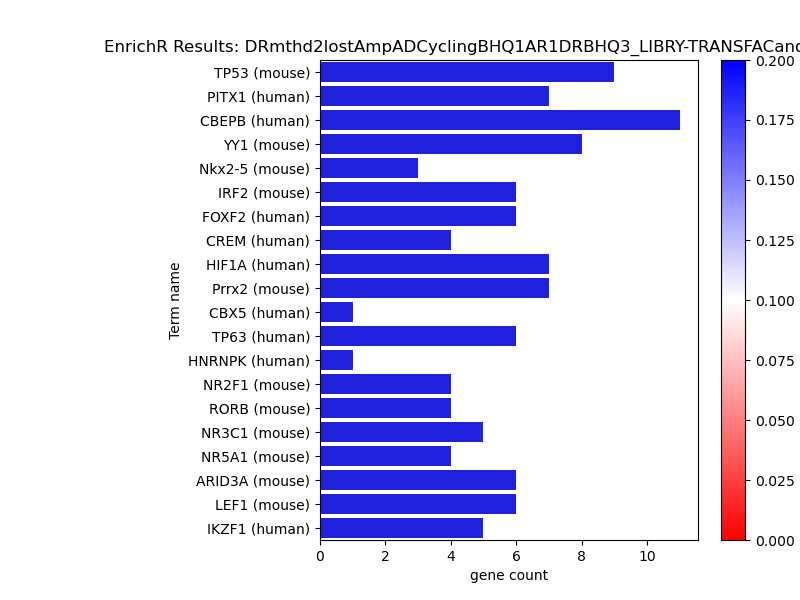 EnrichR Results: DRmthd2lostAmpADCyclingBHQ1AR1DRBHQ3_LIBRY-TRANSFACand
TP53 (mouse)
PITX1 (human)
CBEPB (human)
YY1 (mouse)
Nkx2-5 (mouse)
IRF2 (mouse)
FOXF2 (human)
CREM (human)
HIF1A (human)
Prrx2 (mouse)
CBX5 (human)
TP63 (human)
HNRNPK (human)
NR2F1 (mouse)
RORB (mouse)
NR3C1 (mouse)
NR5A1 (mouse)
ARID3A (mouse)
LEF1 (mouse)
IKZF1 (human)
Term name
0 2 4 6 8 10
gene count
0.200
0.175
0.150
0.125
0.100
0.075
0.050
0.025
0.000